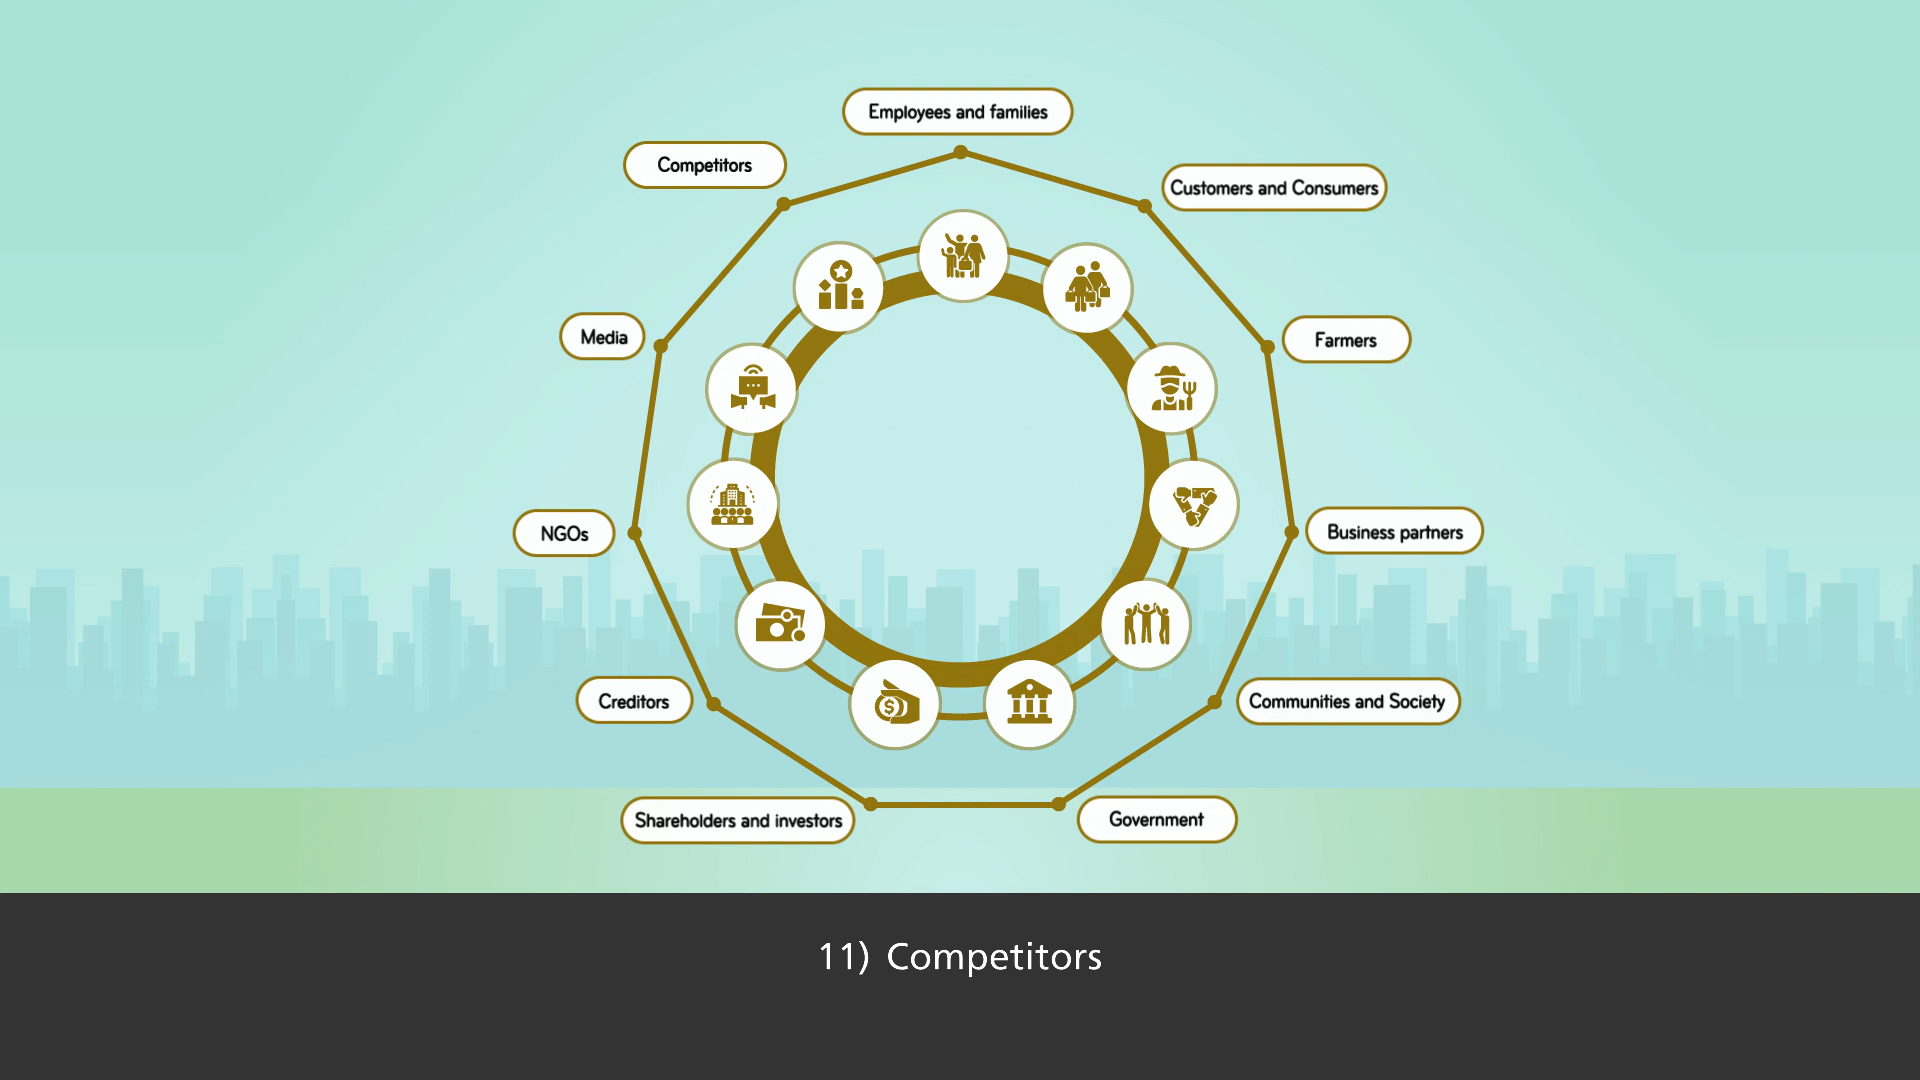 Employees and families
Competitors
Customers and Consumers
Media
Farmers
NGOs
Business partners
Creditors
Communities and Society
Shareholders and investors
Government
$
11) Competitors